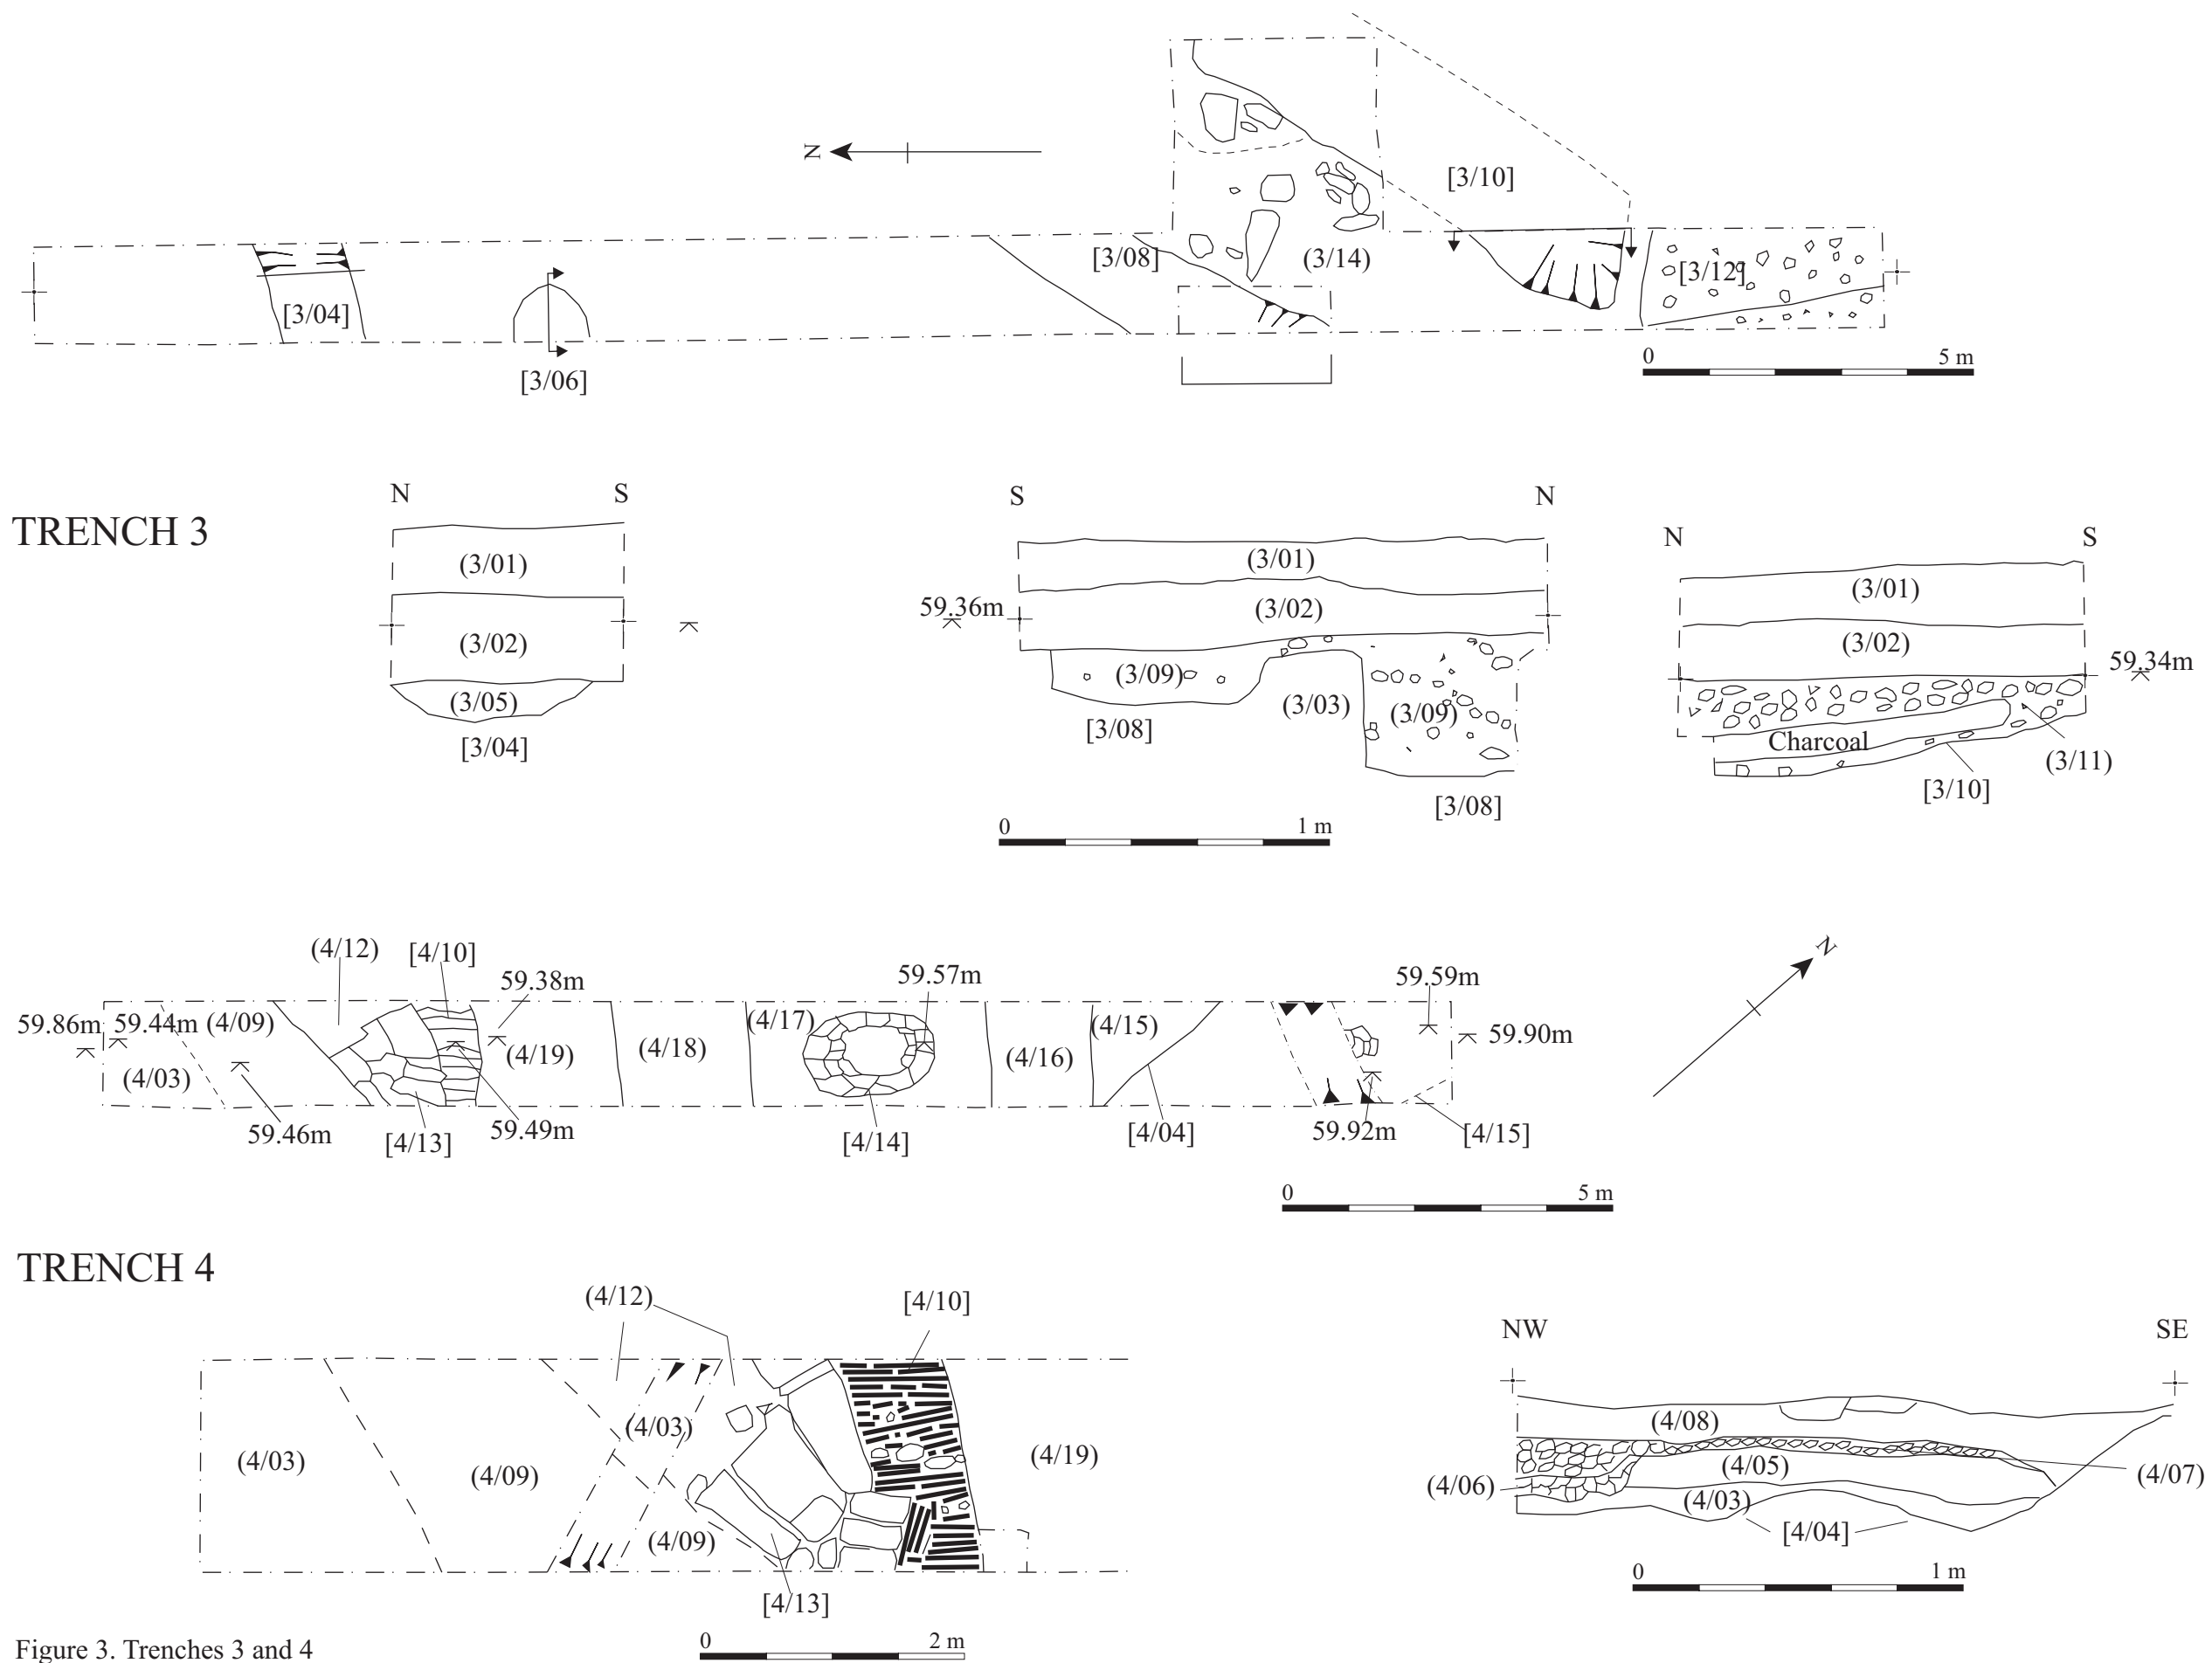 N
[3/10]
[3/08]
(3/14)
[3/12]
[3/04]
[3/06]
0 5 m
TRENCH 3
N S
(3/01)
(3/02)
(3/05)
[3/04]
S N
59.36m
(3/01)
(3/02)
(3/09)
(3/03)
(3/09)
[3/08]
[3/08]
0 1 m
N S
(3/01)
(3/02)
59.34m
Charcoal
(3/11)
[3/10]
(4/12)
[4/10]
59.38m
59.57m
59.59m
N
59.86m
59.44m
(4/09)
(4/17)
(4/15)
59.90m
(4/03)
(4/19)
(4/18)
(4/16)
59.46m
[4/13]
59.49m
[4/14]
[4/04]
59.92m
[4/15]
0 5 m
TRENCH 4
(4/12)
[4/10]
(4/03)
(4/09)
(4/03)
(4/19)
(4/09)
[4/13]
0 2 m
NW SE
(4/08)
(4/05)
(4/06)
(4/07)
(4/03)
[4/04]
0 1 m
Figure 3. Trenches 3 and 4